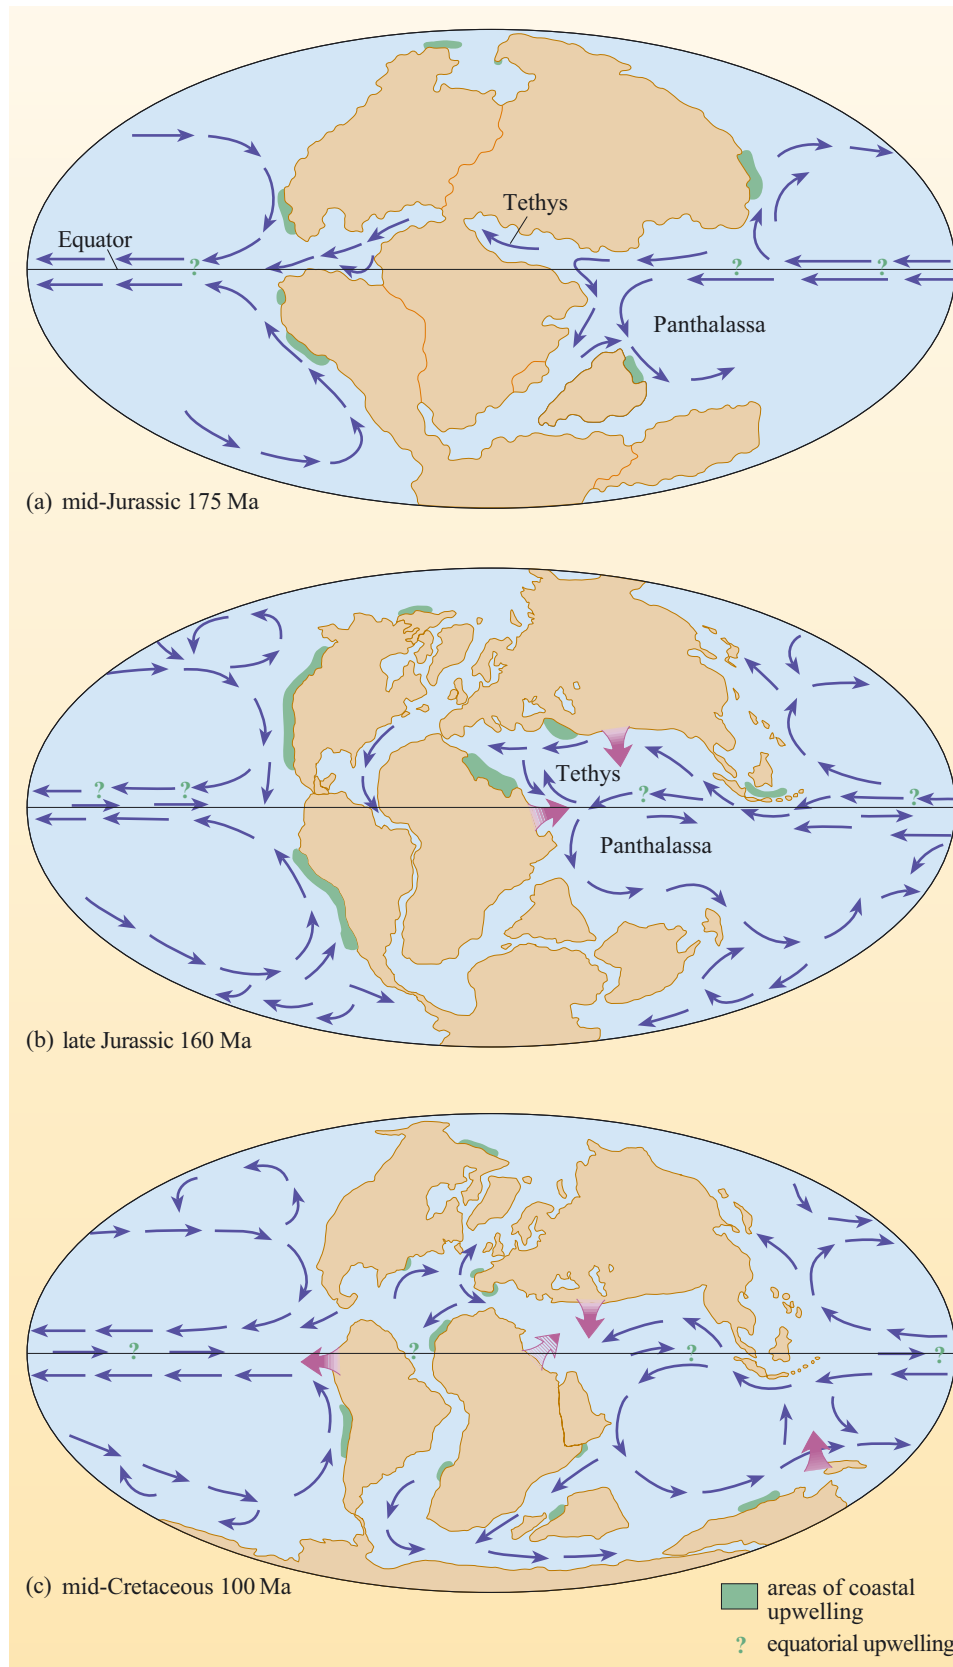 Tethys
Equator
?
?
?
Panthalassa
(a) mid-Jurassic 175 Ma
Tethys
?
?
?
?
Panthalassa
(b) late Jurassic 160 Ma
?
?
?
?
(c) mid-Cretaceous 100 Ma
areas of coastal
upwelling
? equatorial upwelling